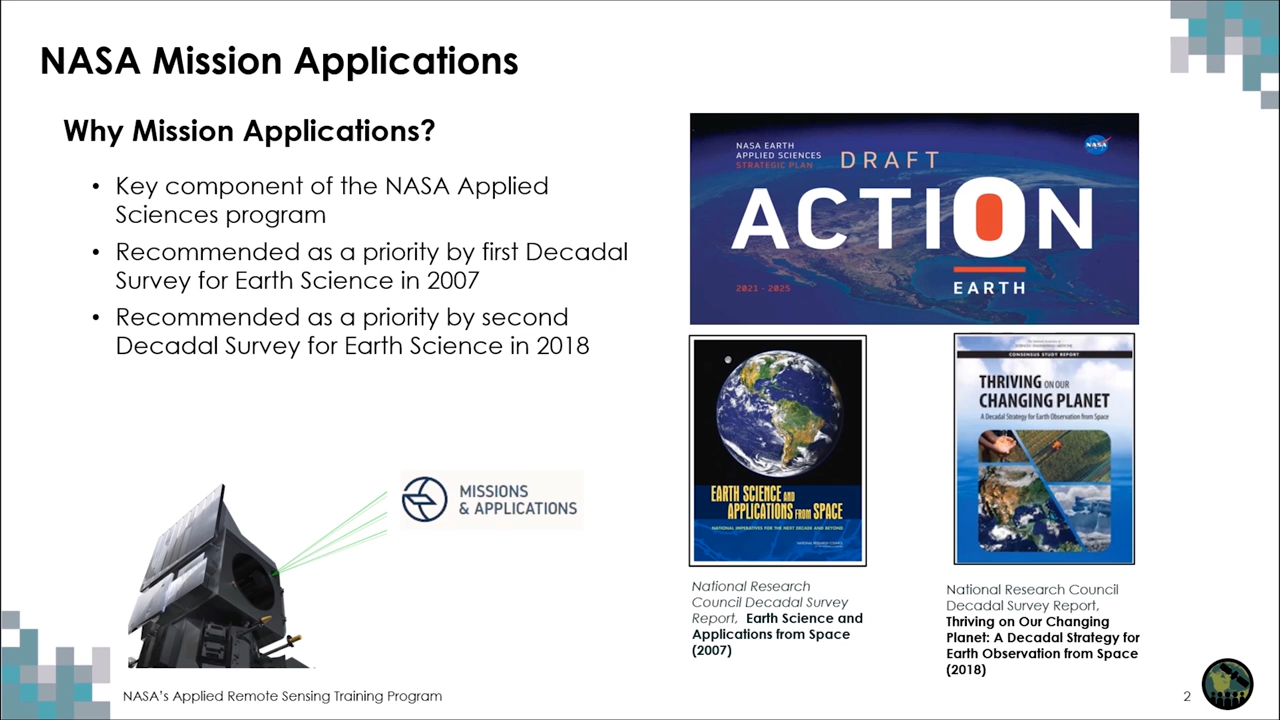 NASA Mission Applications
Why Mission Applications?
• Key component of the NASA Applied
Sciences program
• Recommended as a priority by first Decadal
Survey for Earth Science in 2007
• Recommended as a priority by second
Decadal Survey for Earth Science in 2018
MISSIONS
& APPLICATIONS
NASA EARTH
APPLIED SCIENCES
STRATEGIC PLAN
DRAFT
NASA
ACTION
EARTH
2021 - 2025
EARTH SCIENCE AND
APPLICATIONS FROM SPACE
NATIONAL IMPERATIVES FOR THE NEXT DECADE AND BEYOND
NATIONAL RESEARCH COUNCIL
National Research
Council Decadal Survey
Report, Earth Science and
Applications from Space
(2007)
CONSENSUS STUDY REPORT
THRIVING ON OUR
CHANGING PLANET
A Decadal Strategy for Earth Observation from Space
National Research Council
Decadal Survey Report,
Thriving on Our Changing
Planet: A Decadal Strategy for
Earth Observation from Space
(2018)
NASA's Applied Remote Sensing Training Program
2